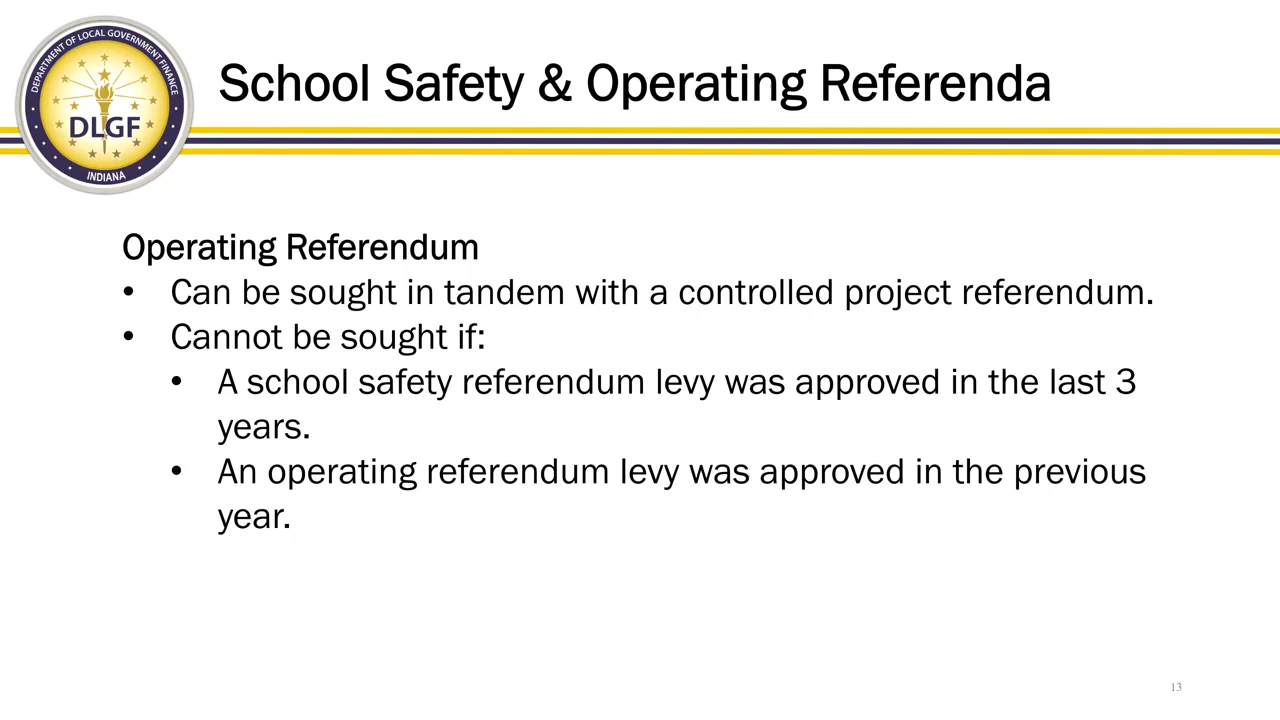 DEPARTMENT OF LOCAL GOVERNMENT FINANCE
DLGF
INDIANA
School Safety & Operating Referenda
Operating Referendum
• Can be sought in tandem with a controlled project referendum.
• Cannot be sought if:
• A school safety referendum levy was approved in the last 3
years.
• An operating referendum levy was approved in the previous
year.
13